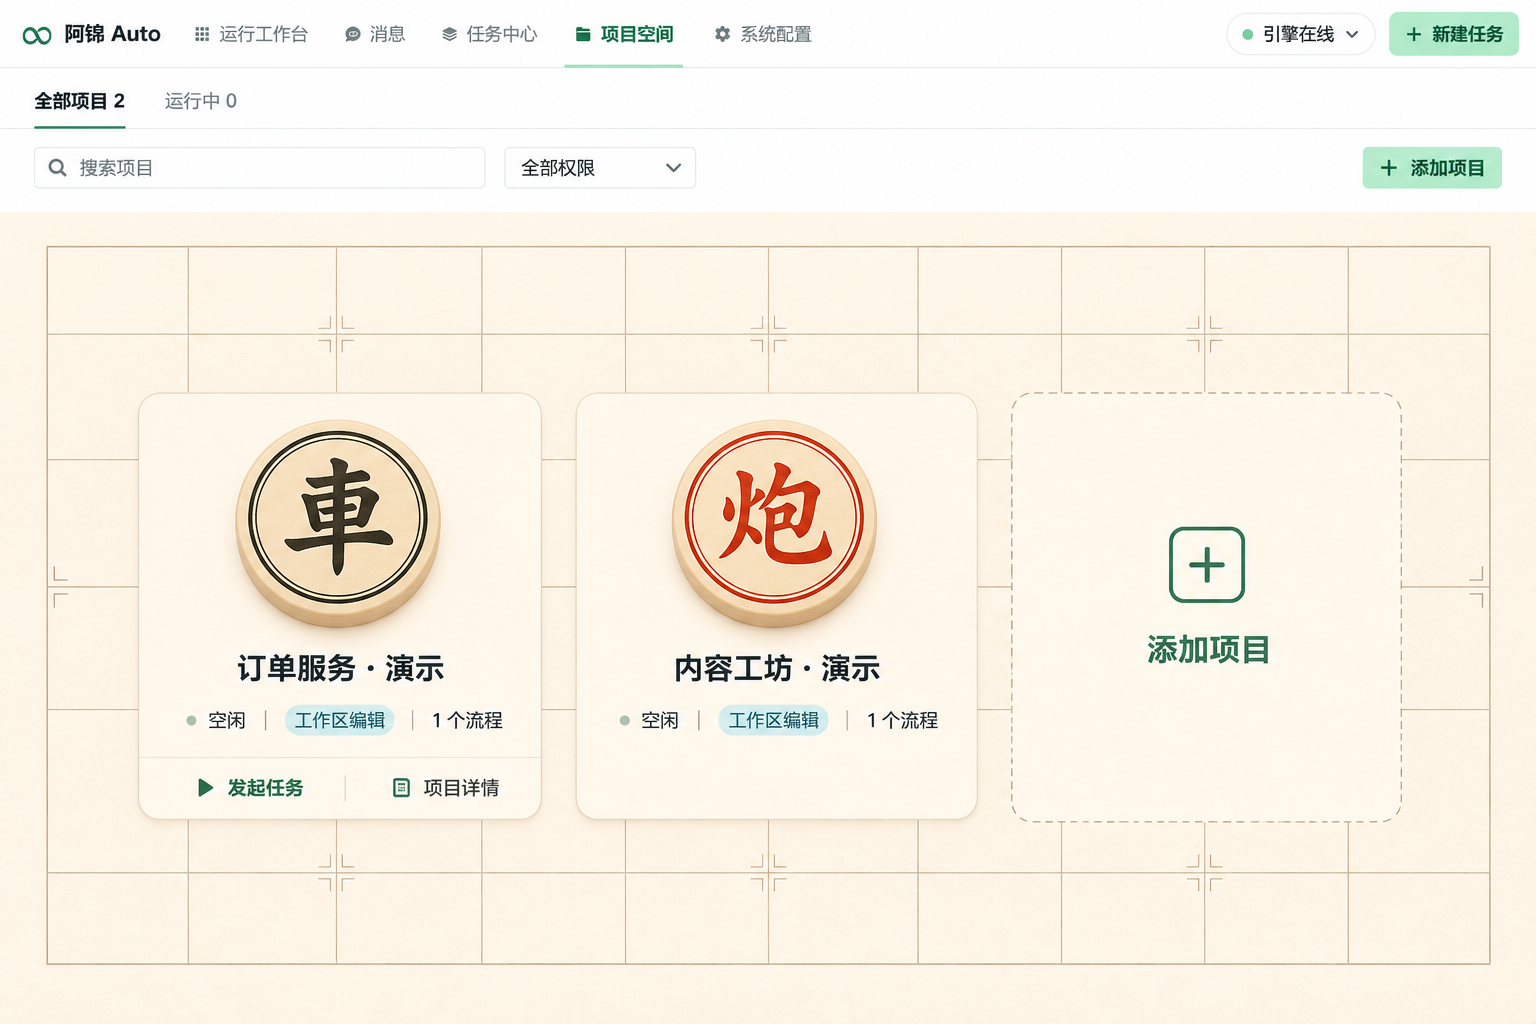 阿锦 Auto
运行工作台
消息
任务中心
项目空间
系统配置
引擎在线
新建任务
全部项目 2
运行中 0
搜索项目
全部权限
添加项目
車
订单服务 · 演示
空闲
工作区编辑
1 个流程
发起任务
项目详情
炮
内容工坊 · 演示
空闲
工作区编辑
1 个流程
添加项目